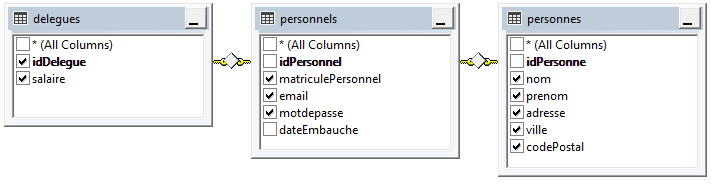 delegues
* (All Columns)
idDelegue
salaire
personnels
* (All Columns)
idPersonnel
matriculePersonnel
email
motdepasse
dateEmbauche
personnes
* (All Columns)
idPersonne
nom
prenom
adresse
ville
codePostal